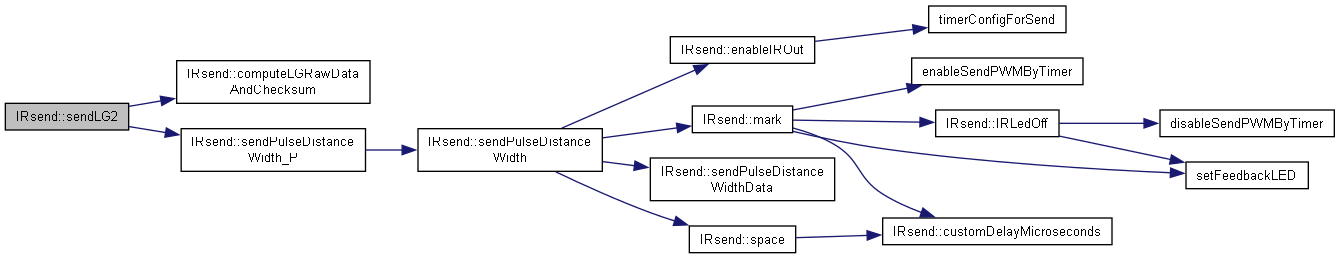 IRsend::sendLG2
IRsend::computeLGRawData
AndChecksum
IRsend::sendPulseDistance
Width_P
IRsend::sendPulseDistance
Width
IRsend::enableIROut
timerConfigForSend
IRsend::mark
enableSendPWMByTimer
IRsend::IRLedOff
disableSendPWMByTimer
setFeedbackLED
IRsend::sendPulseDistance
WidthData
IRsend::space
IRsend::customDelayMicroseconds